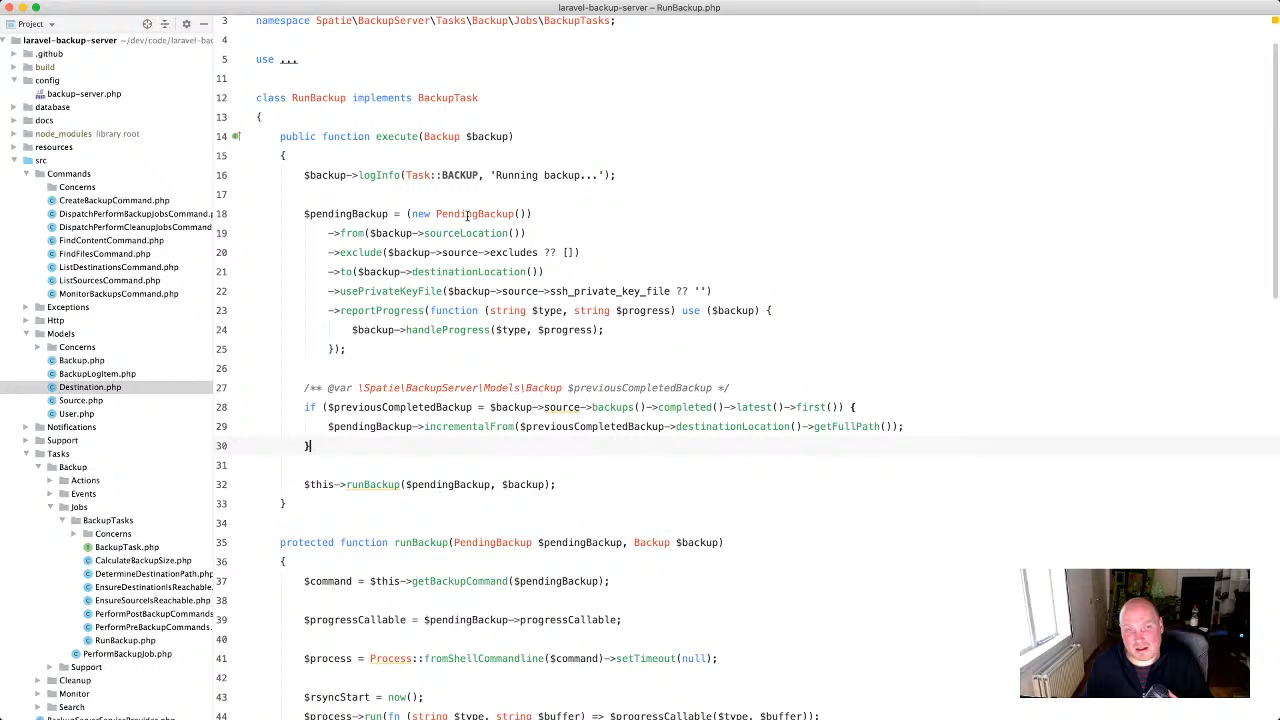 laravel-backup-server – RunBackup.php
Project
laravel-backup-server ~/dev/code/laravel-bac
.github
build
config
backup-server.php
database
docs
node_modules library root
resources
src
Commands
Concerns
CreateBackupCommand.php
DispatchPerformBackupJobsCommand.p
DispatchPerformCleanupJobsCommand
FindContentCommand.php
FindFilesCommand.php
ListDestinationsCommand.php
ListSourcesCommand.php
MonitorBackupsCommand.php
Exceptions
Http
Models
Concerns
Backup.php
BackupLogItem.php
Destination.php
Source.php
User.php
Notifications
Support
Tasks
Backup
Actions
Events
Jobs
BackupTasks
Concerns
BackupTask.php
CalculateBackupSize.php
DetermineDestinationPath.php
EnsureDestinationIsReachable.
EnsureSourceIsReachable.php
PerformPostBackupCommands
PerformPreBackupCommands.
RunBackup.php
PerformBackupJob.php
Support
Cleanup
Monitor
Search
BackupServerServiceProvider.php
3 namespace Spatie\BackupServer\Tasks\Backup\Jobs\BackupTasks;
4
5 use ...
11
12 class RunBackup implements BackupTask
13 {
14 public function execute(Backup $backup)
15 {
16 $backup->logInfo(Task::BACKUP, 'Running backup...');
17
18 $pendingBackup = (new PendingBackup())
19 ->from($backup->sourceLocation())
20 ->exclude($backup->source->excludes ?? [])
21 ->to($backup->destinationLocation())
22 ->usePrivateKeyFile($backup->source->ssh_private_key_file ?? '')
23 ->reportProgress(function (string $type, string $progress) use ($backup) {
24 $backup->handleProgress($type, $progress);
25 });
26
27 /** @var \Spatie\BackupServer\Models\Backup $previousCompletedBackup */
28 if ($previousCompletedBackup = $backup->source->backups()->completed()->latest()->first()) {
29 $pendingBackup->incrementalFrom($previousCompletedBackup->destinationLocation()->getFullPath());
30 }
31
32 $this->runBackup($pendingBackup, $backup);
33 }
34
35 protected function runBackup(PendingBackup $pendingBackup, Backup $backup)
36 {
37 $command = $this->getBackupCommand($pendingBackup);
38
39 $progressCallable = $pendingBackup->progressCallable;
40
41 $process = Process::fromShellCommandline($command)->setTimeout(null);
42
43 $rsyncStart = now();
44 $process->run(fn (string $type, string $buffer) => $progressCallable($type, $buffer));